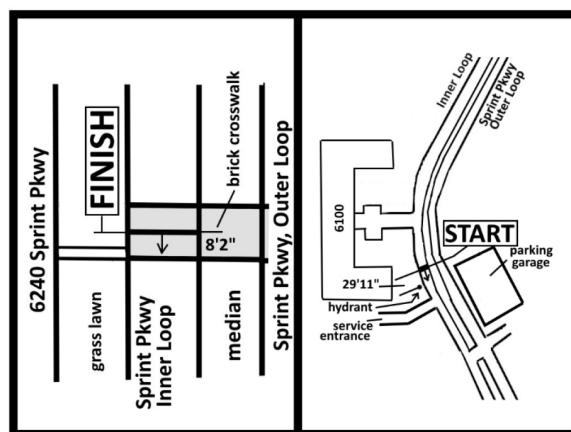 6240 Sprint Pkwy
grass lawn
FINISH
Sprint Pkwy
Inner Loop
brick crosswalk
8'2"
median
Sprint Pkwy, Outer Loop
Inner Loop
Sprint Pkwy
Outer Loop
6100
START
parking
garage
29'11"
hydrant
service
entrance